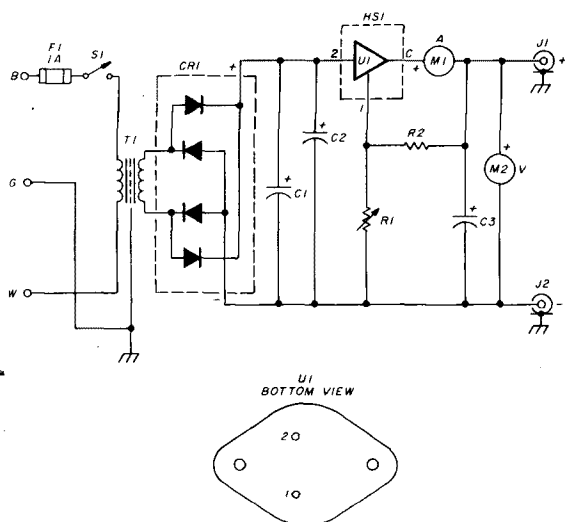 F1
1A
S1
B
G
W
T1
CR1
+
-
C1
+
C2
+
HS1
2
U1
C
1
+
A
M1
R2
R1
+
C3
+
M2
V
J1
+
J2
-
U1
BOTTOM VIEW
2
1